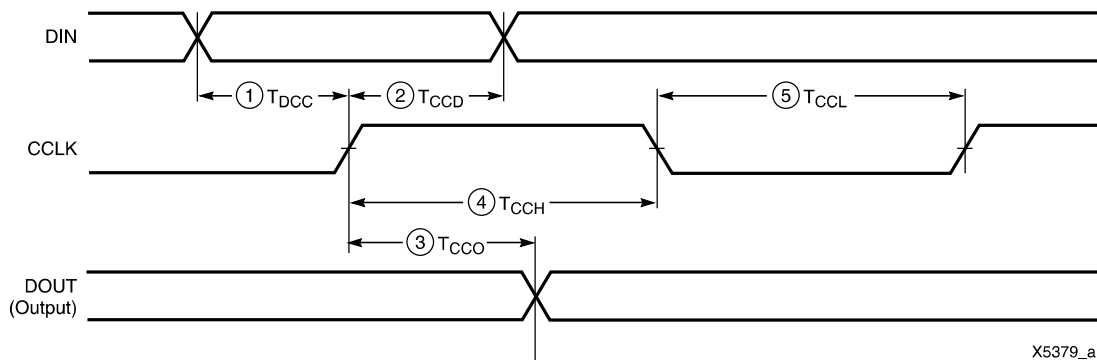 DIN
① TDCC
② TCCD
⑤ TCCL
CCLK
④ TCCH
③ TCCO
DOUT
(Output)
X5379_a